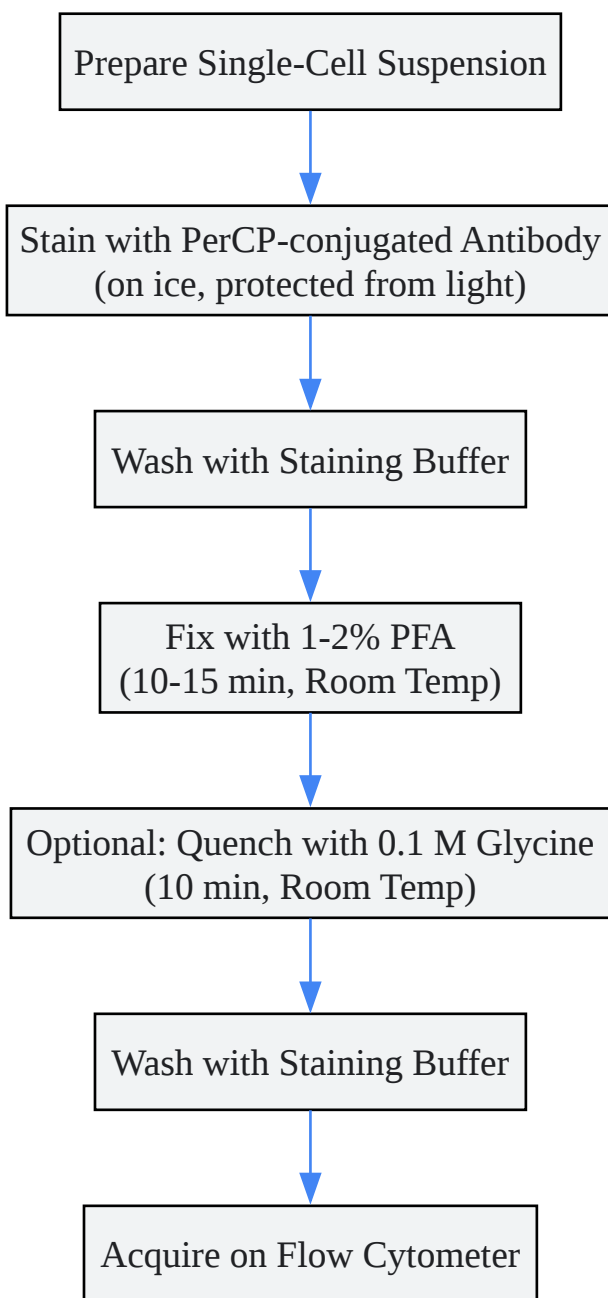 Prepare Single-Cell Suspension
Stain with PerCP-conjugated Antibody
(on ice, protected from light)
Wash with Staining Buffer
Fix with 1-2% PFA
(10-15 min, Room Temp)
Optional: Quench with 0.1 M Glycine
(10 min, Room Temp)
Wash with Staining Buffer
Acquire on Flow Cytometer